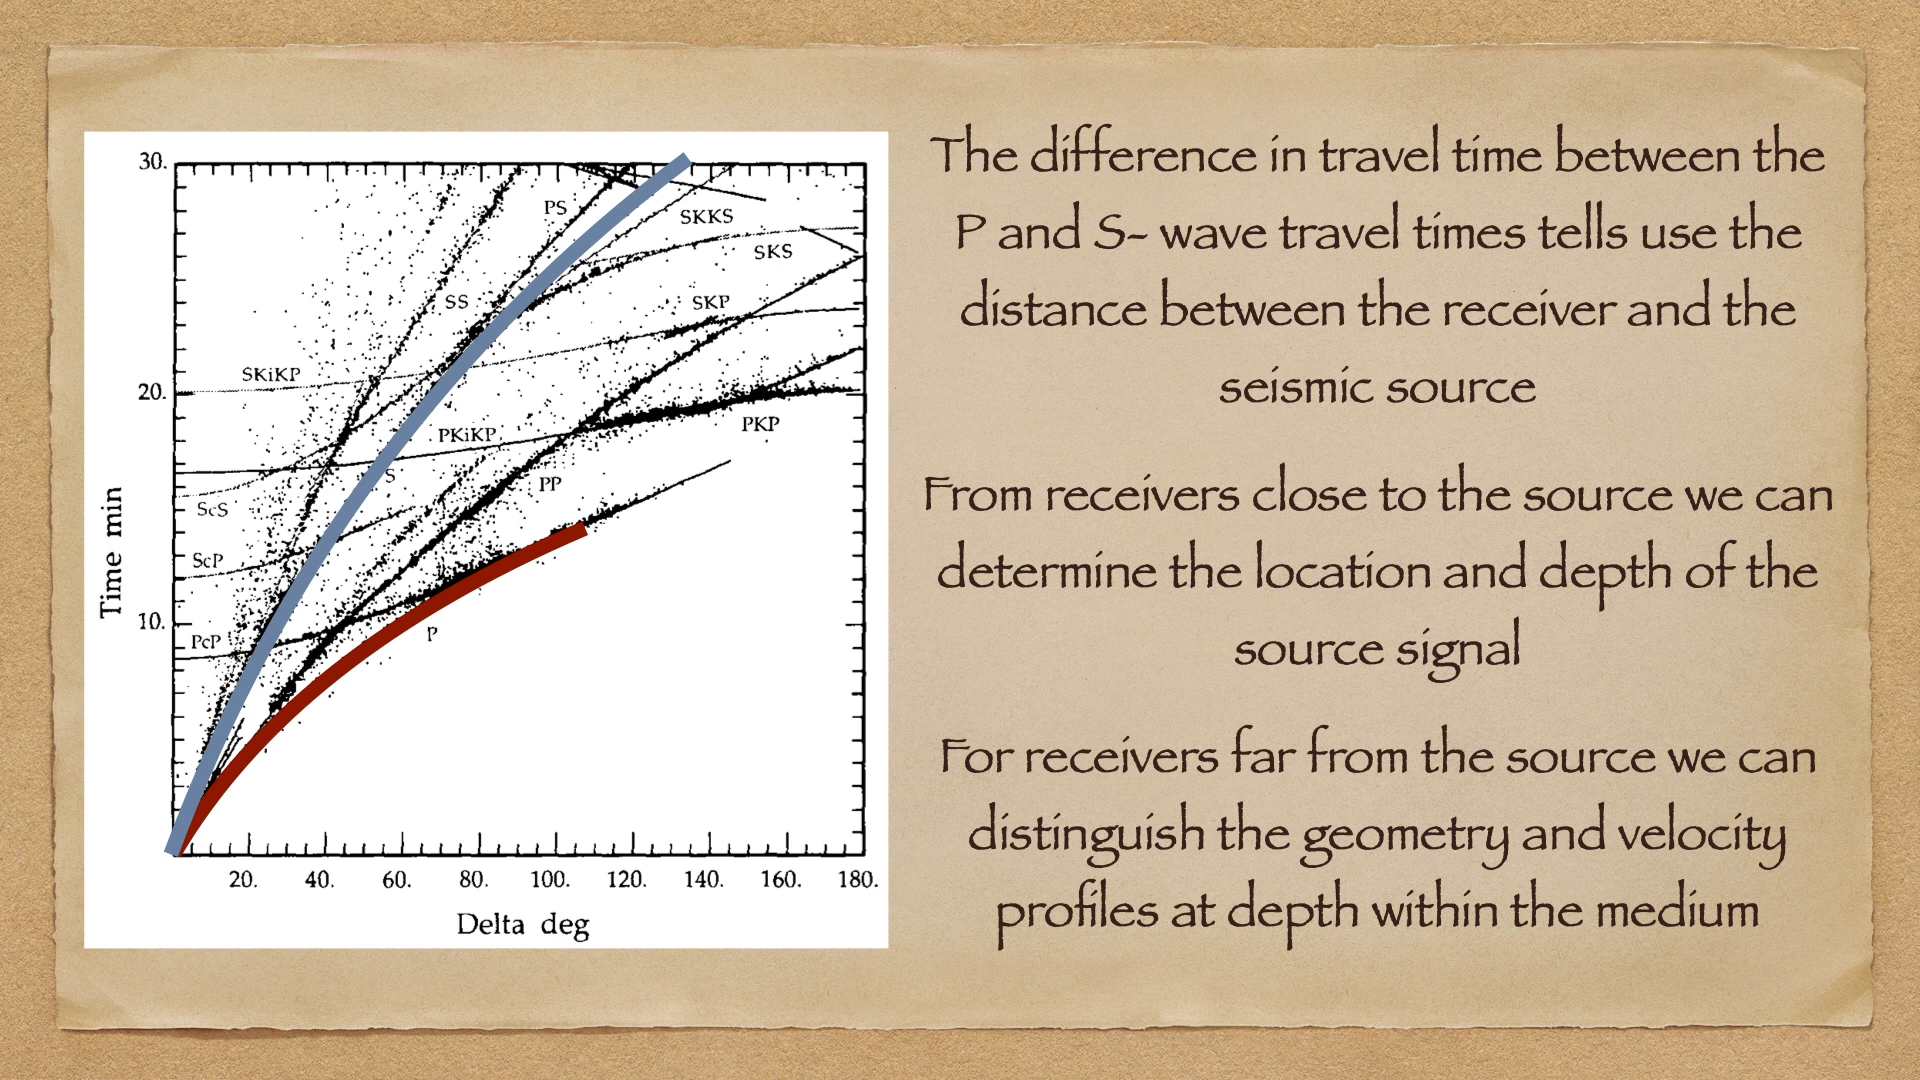 30.
20.
10.
Time min
PS
SKKS
SKS
SS
SKP
SKiKP
PKiKP
PKP
S
PP
ScS
ScP
PcP
P
20. 40. 60. 80. 100. 120. 140. 160. 180.
Delta deg
The difference in travel time between the
P and S- wave travel times tells use the
distance between the receiver and the
seismic source
From receivers close to the source we can
determine the location and depth of the
source signal
For receivers far from the source we can
distinguish the geometry and velocity
profiles at depth within the medium